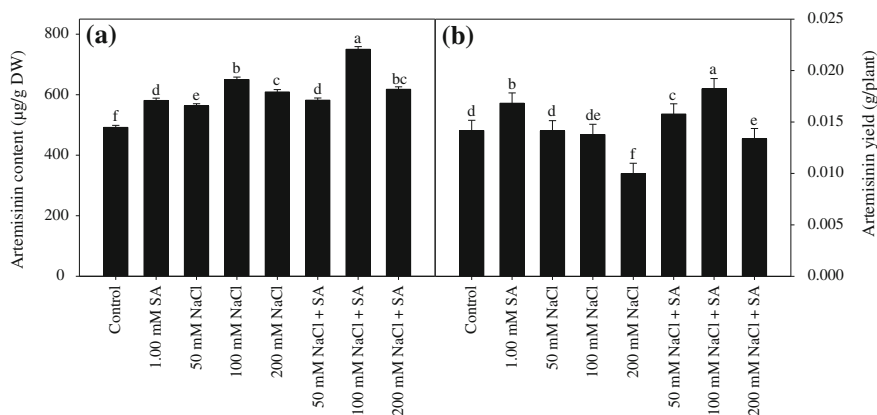 (a)
Artemisinin content (µg/g DW)
800
600
400
200
0
f
d
e
b
c
d
a
bc
Control
1.00 mM SA
50 mM NaCl
100 mM NaCl
200 mM NaCl
50 mM NaCl + SA
100 mM NaCl + SA
200 mM NaCl + SA
(b)
d
b
d
de
f
c
a
e
Control
1.00 mM SA
50 mM NaCl
100 mM NaCl
200 mM NaCl
50 mM NaCl + SA
100 mM NaCl + SA
200 mM NaCl + SA
0.025
0.020
0.015
0.010
0.005
0.000
Artemisinin yield (g/plant)